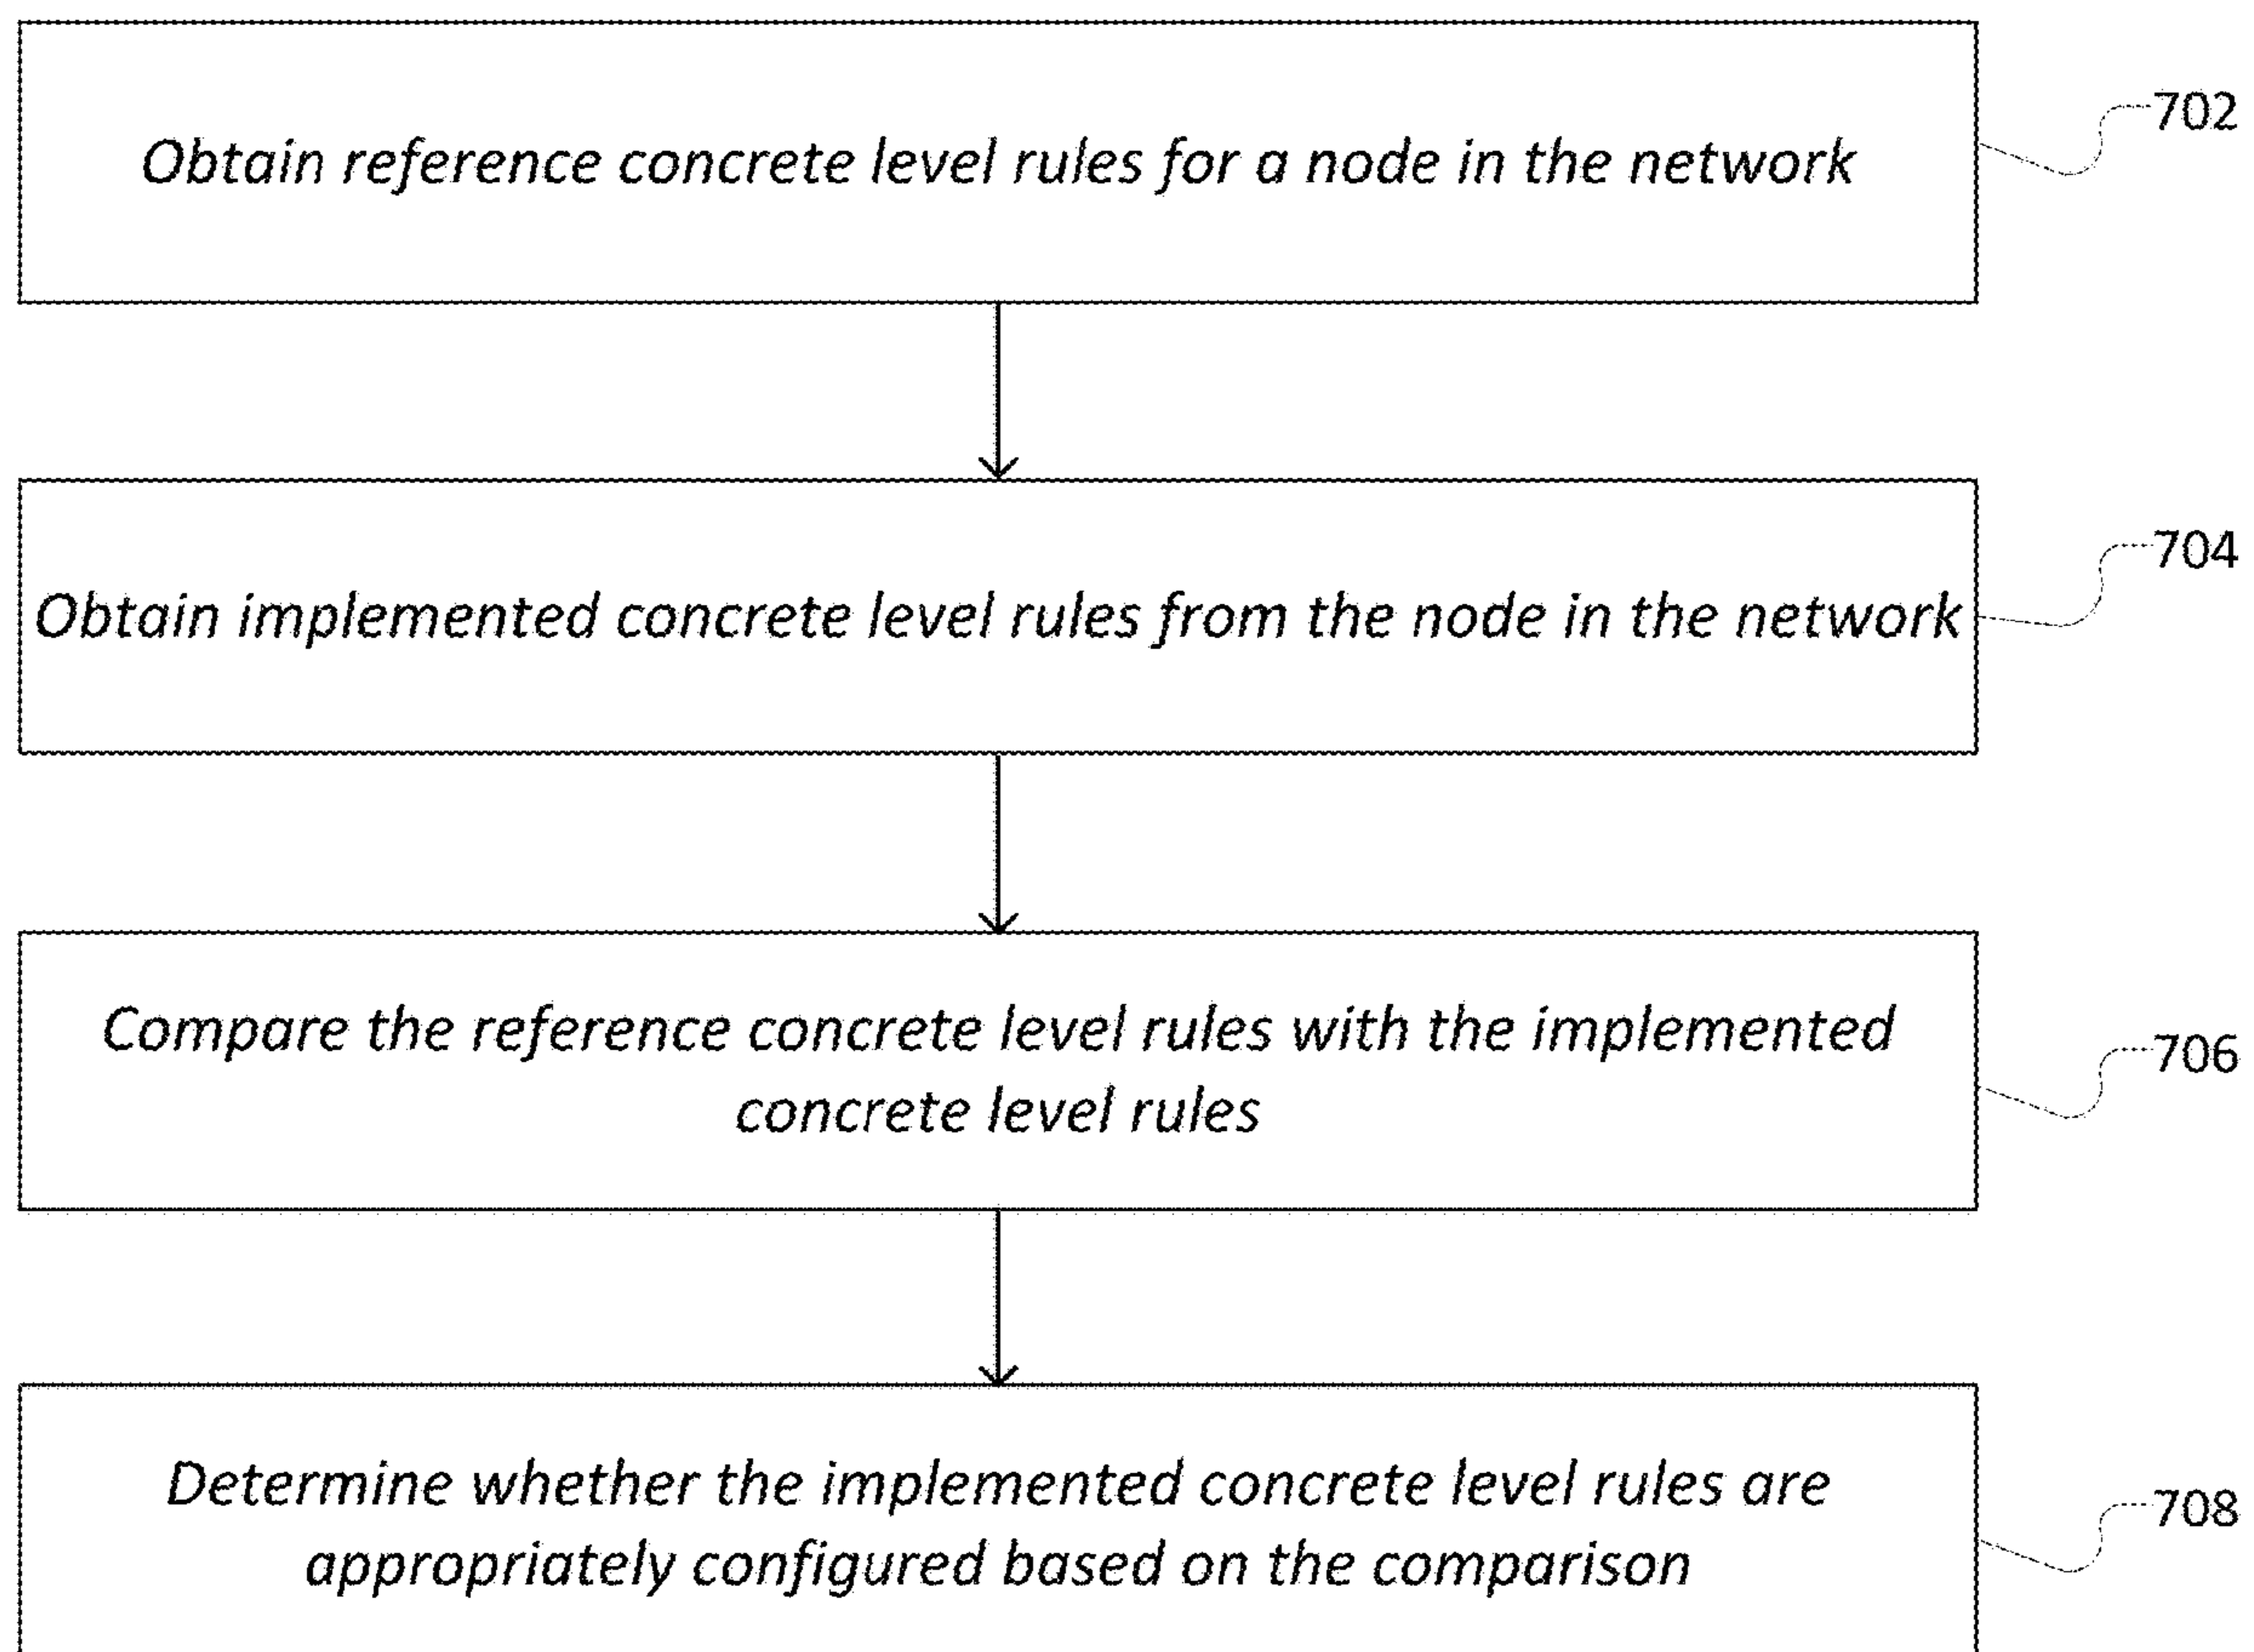 Obtain reference concrete level rules for a node in the network
702
Obtain implemented concrete level rules from the node in the network
704
Compare the reference concrete level rules with the implemented
concrete level rules
706
Determine whether the implemented concrete level rules are
appropriately configured based on the comparison
708